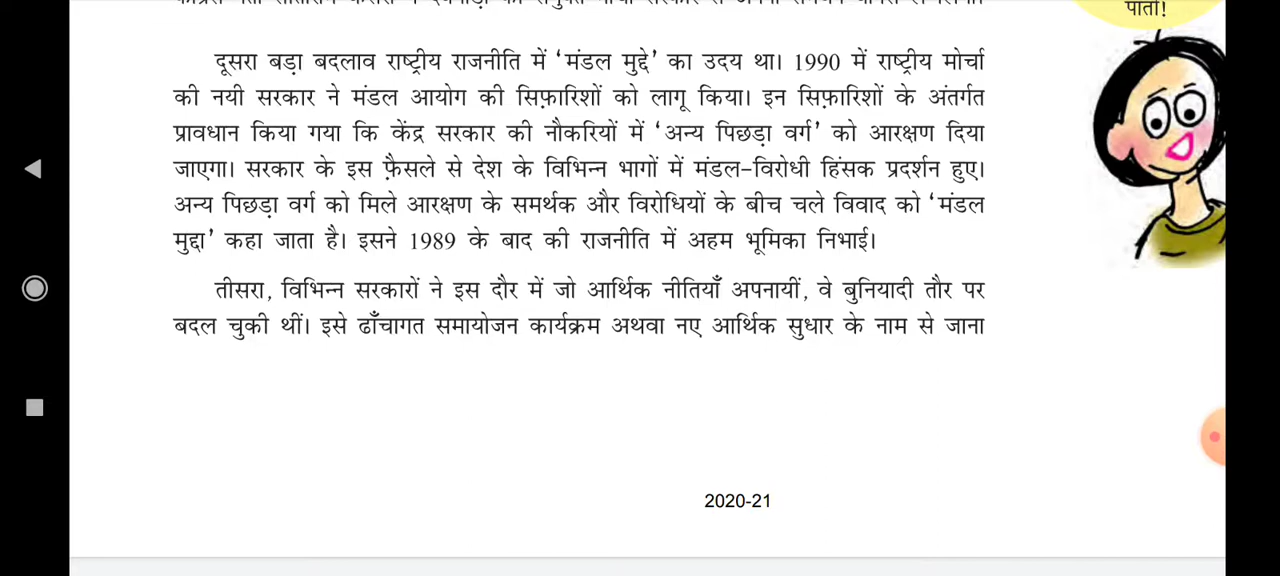 पाता!
दूसरा बड़ा बदलाव राष्ट्रीय राजनीति में ‘मंडल मुद्दे’ का उदय था। 1990 में राष्ट्रीय मोर्चा
की नयी सरकार ने मंडल आयोग की सिफ़ारिशों को लागू किया। इन सिफ़ारिशों के अंतर्गत
प्रावधान किया गया कि केंद्र सरकार की नौकरियों में ‘अन्य पिछड़ा वर्ग’ को आरक्षण दिया
जाएगा। सरकार के इस फ़ैसले से देश के विभिन्न भागों में मंडल-विरोधी हिंसक प्रदर्शन हुए।
अन्य पिछड़ा वर्ग को मिले आरक्षण के समर्थक और विरोधियों के बीच चले विवाद को ‘मंडल
मुद्दा’ कहा जाता है। इसने 1989 के बाद की राजनीति में अहम भूमिका निभाई।
तीसरा, विभिन्न सरकारों ने इस दौर में जो आर्थिक नीतियाँ अपनायीं, वे बुनियादी तौर पर
बदल चुकी थीं। इसे ढाँचागत समायोजन कार्यक्रम अथवा नए आर्थिक सुधार के नाम से जाना
2020-21